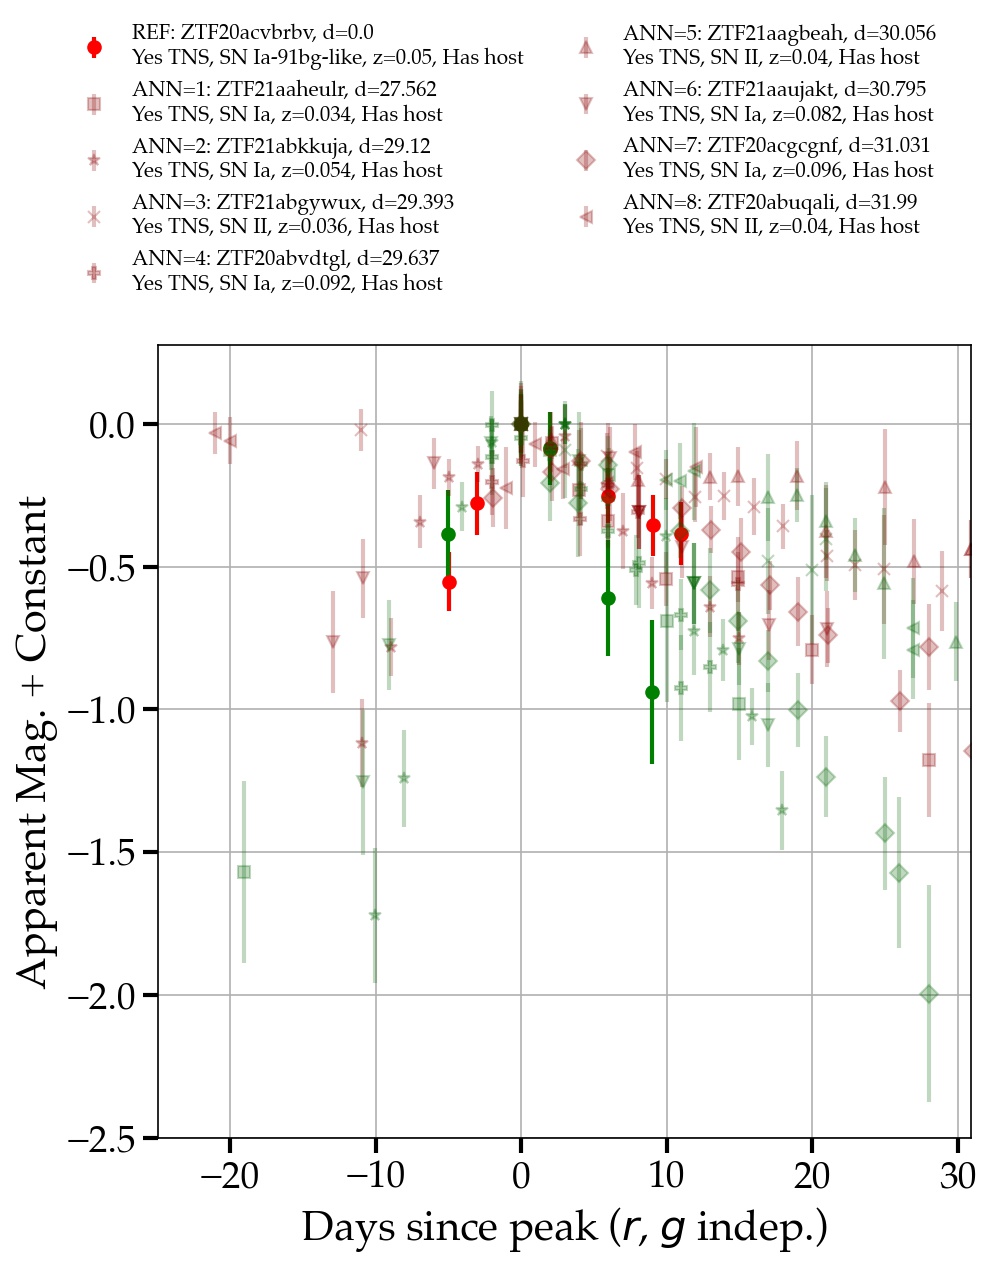 REF: ZTF20acvbrbv, d=0.0
Yes TNS, SN Ia-91bg-like, z=0.05, Has host
ANN=1: ZTF21aaheulr, d=27.562
Yes TNS, SN Ia, z=0.034, Has host
ANN=2: ZTF21abkkuja, d=29.12
Yes TNS, SN Ia, z=0.054, Has host
ANN=3: ZTF21abgywux, d=29.393
Yes TNS, SN II, z=0.036, Has host
ANN=4: ZTF20abvdtgl, d=29.637
Yes TNS, SN Ia, z=0.092, Has host
ANN=5: ZTF21aagbeah, d=30.056
Yes TNS, SN II, z=0.04, Has host
ANN=6: ZTF21aaujakt, d=30.795
Yes TNS, SN Ia, z=0.082, Has host
ANN=7: ZTF20acgcgnf, d=31.031
Yes TNS, SN Ia, z=0.096, Has host
ANN=8: ZTF20abuqali, d=31.99
Yes TNS, SN II, z=0.04, Has host
Apparent Mag. + Constant
0.0
−0.5
−1.0
−1.5
−2.0
−2.5
−20
−10
0
10
20
30
Days since peak (r, g indep.)